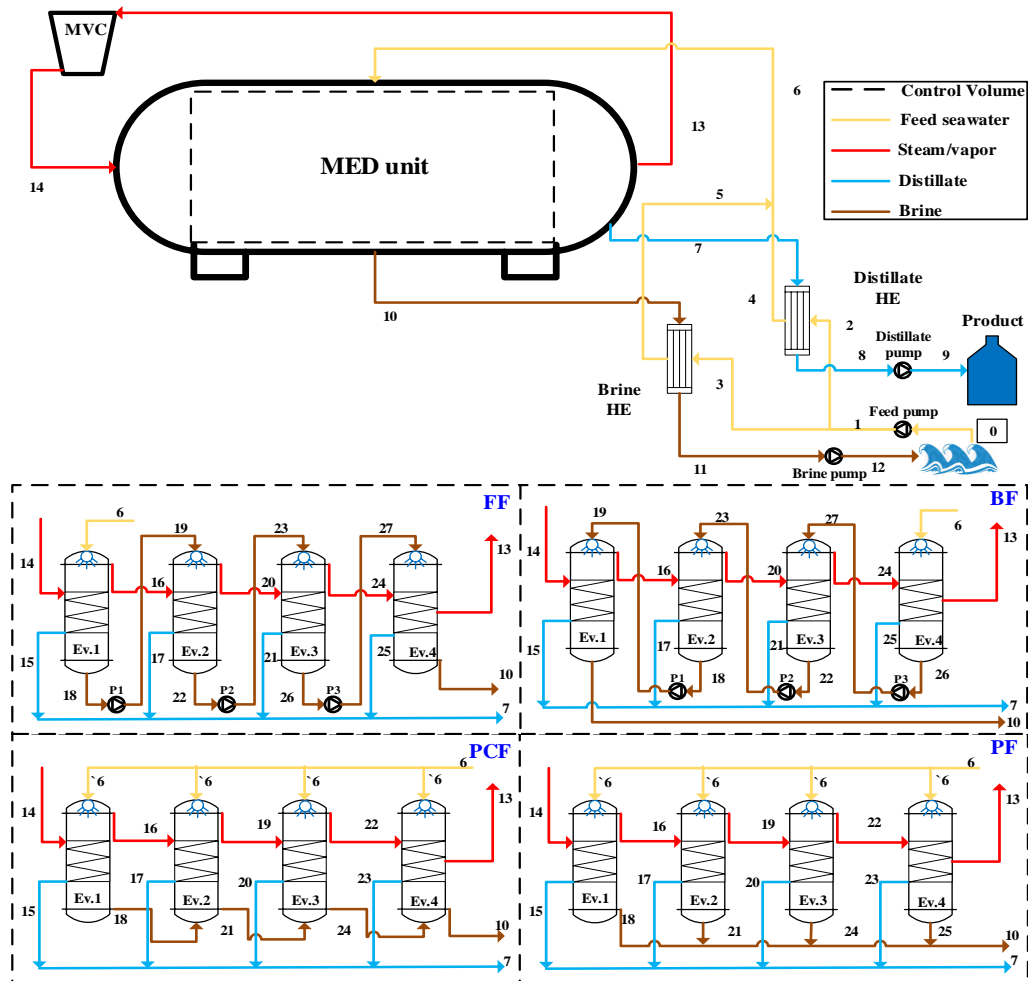 MVC
13
6
Control Volume
Feed seawater
Steam/vapor
Distillate
Brine
13
MED unit
14
5
7
Distillate
HE
10
4
2
Product
Distillate
pump
8
9
3
Brine
HE
Feed pump
1
0
11
Brine pump
12
FF
6
19
23
27
14
16
20
24
13
Ev.1
Ev.2
Ev.3
Ev.4
15
17
21
25
18
P1
22
P2
26
P3
10
7
BF
19
23
27
6
14
16
20
24
13
Ev.1
Ev.2
Ev.3
Ev.4
15
17
21
25
P1
18
P2
22
P3
26
7
10
PCF
6
`6
`6
`6
`6
14
16
19
22
13
17
20
23
Ev.1
Ev.2
Ev.3
Ev.4
15
18
21
24
10
7
PF
6
`6
`6
`6
`6
14
16
19
22
13
17
20
23
Ev.1
Ev.2
Ev.3
Ev.4
15
18
21
24
25
10
7